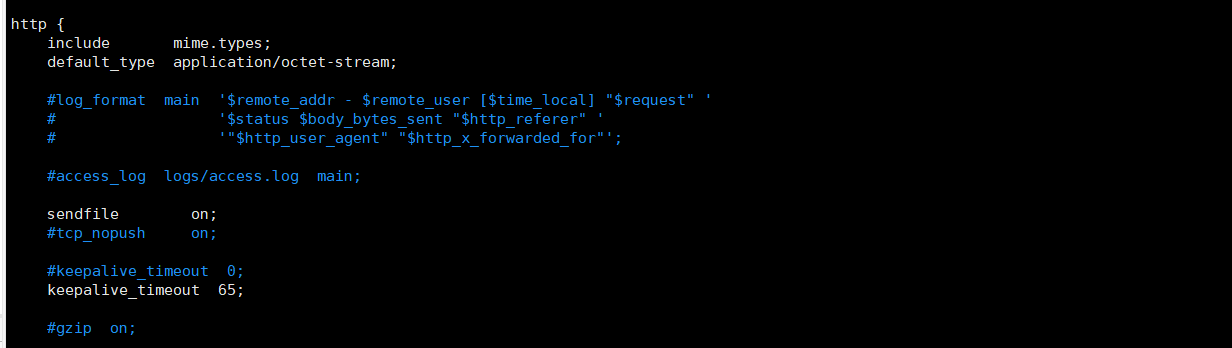 http {
    include       mime.types;
    default_type  application/octet-stream;
    #log_format  main  '$remote_addr - $remote_user [$time_local] "$request" '
    #                  '$status $body_bytes_sent "$http_referer" '
    #                  '"$http_user_agent" "$http_x_forwarded_for"';
    #access_log  logs/access.log  main;
    sendfile        on;
    #tcp_nopush     on;
    #keepalive_timeout  0;
    keepalive_timeout  65;
    #gzip  on;